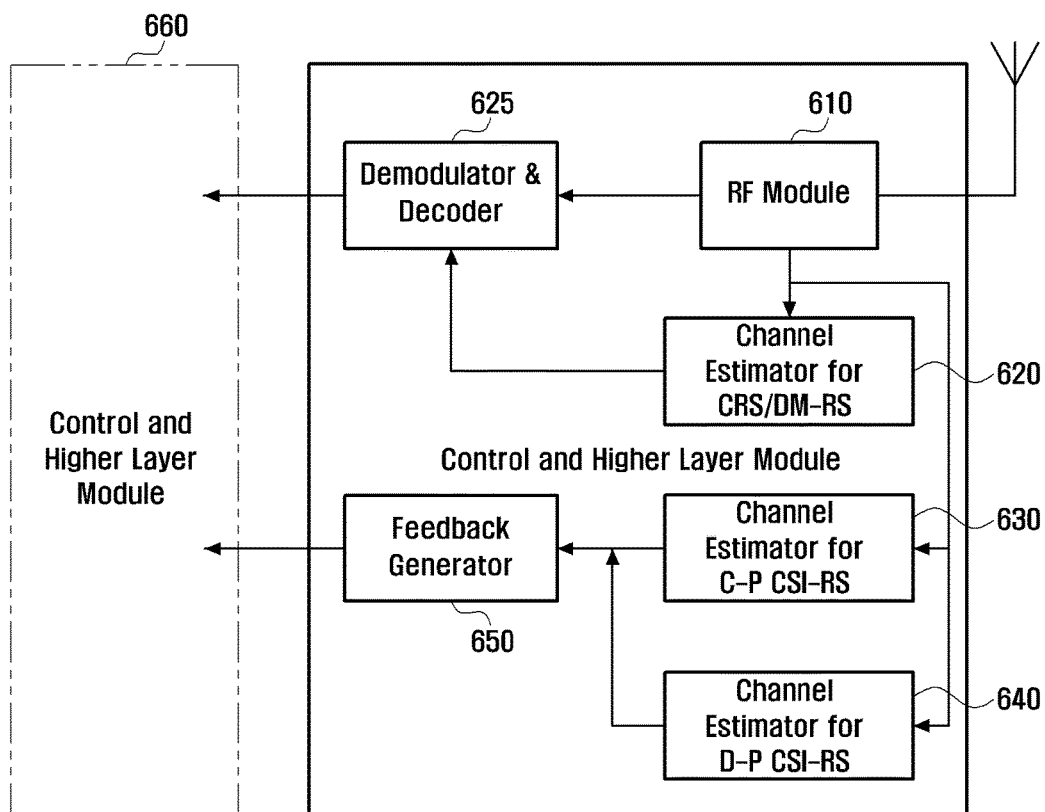 660
625
610
Demodulator &
Decoder
RF Module
Channel
Estimator for
CRS/DM-RS
620
Control and
Higher Layer
Module
Control and Higher Layer Module
Feedback
Generator
650
Channel
Estimator for
C-P CSI-RS
630
Channel
Estimator for
D-P CSI-RS
640